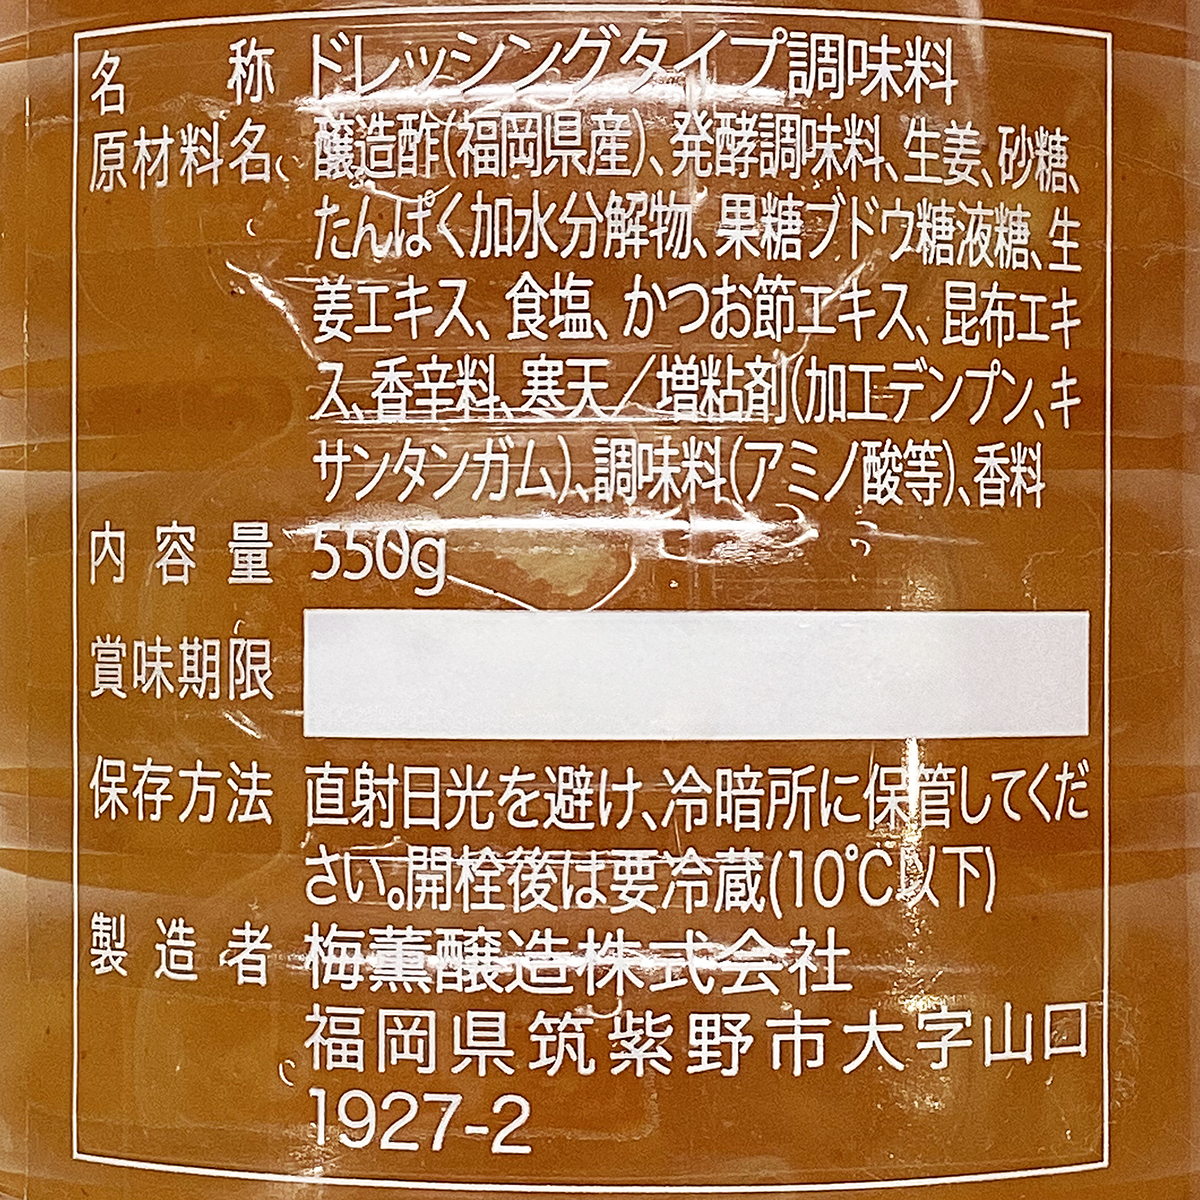 名称 ドレッシングタイプ調味料
原材料名 醸造酢(福岡県産)、発酵調味料、生姜、砂糖、
たんぱく加水分解物、果糖ブドウ糖液糖、生
姜エキス、食塩、かつお節エキス、昆布エキ
ス、香辛料、寒天／増粘剤(加工デンプン、キ
サンタンガム)、調味料(アミノ酸等)、香料
内容量 550g
賞味期限
保存方法 直射日光を避け、冷暗所に保管してくだ
さい。開栓後は要冷蔵(10℃以下)
製造者 梅薫醸造株式会社
福岡県筑紫野市大字山口
1927-2